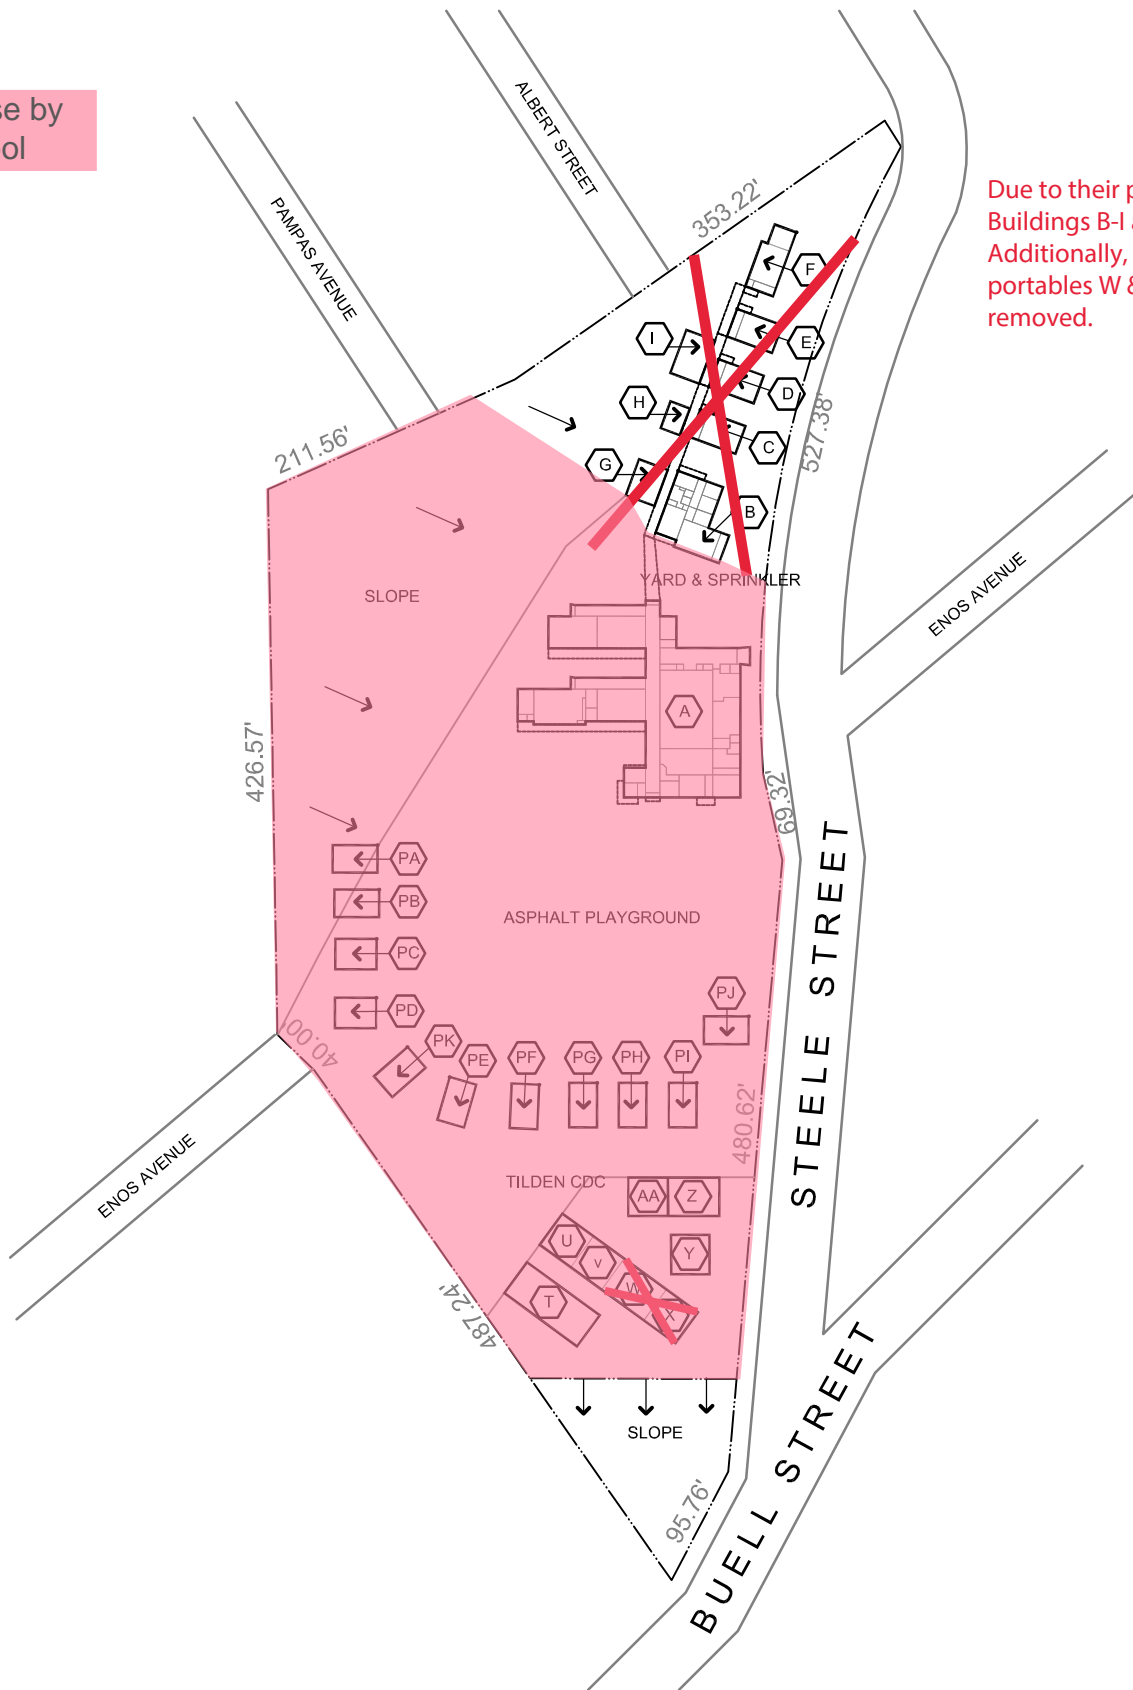 se by
ol
ALBERT STREET
PAMPAS AVENUE
353.22'
Due to their p
Buildings B-I a
Additionally,
portables W &
removed.
F
I
E
D
H
C
G
B
211.56'
527.38'
YARD & SPRINKLER
ENOS AVENUE
SLOPE
A
426.57'
69.32'
PA
PB
ASPHALT PLAYGROUND
PC
PD
PJ
STEELE STREET
40.00'
PK
PE
PF
PG
PH
PI
480.62'
ENOS AVENUE
TILDEN CDC
AA
Z
U
v
Y
W
T
X
487.24'
SLOPE
95.76'
BUELL STREET